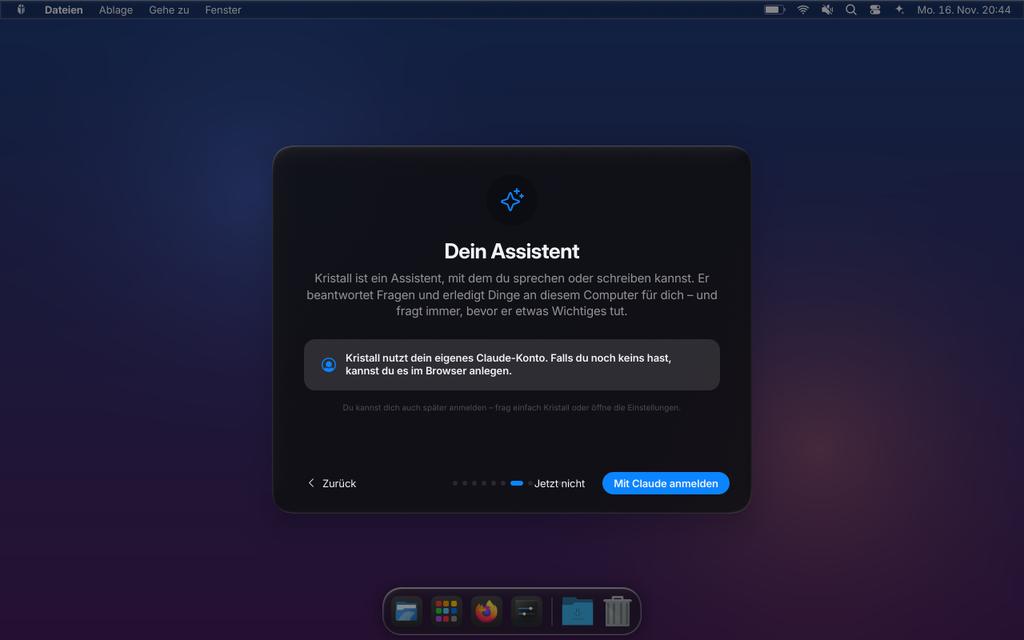 Dateien Ablage Gehe zu Fenster Mo. 16. Nov. 20:44
Dein Assistent
Kristall ist ein Assistent, mit dem du sprechen oder schreiben kannst. Er
beantwortet Fragen und erledigt Dinge an diesem Computer für dich – und
fragt immer, bevor er etwas Wichtiges tut.
Kristall nutzt dein eigenes Claude-Konto. Falls du noch keins hast,
kannst du es im Browser anlegen.
Du kannst dich auch später anmelden – frag einfach Kristall oder öffne die Einstellungen.
Zurück Jetzt nicht Mit Claude anmelden